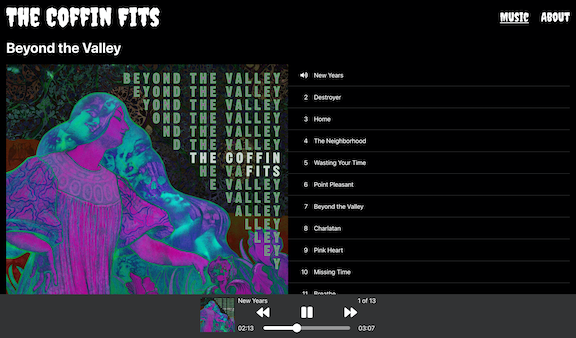 THE COFFIN FITS
MUSIC
ABOUT
Beyond the Valley
BEYOND THE VALLEY
EYOND THE VALLEY
YOND THE VALLEY
OND THE VALLEY
ND THE VALLEY
D THE VALLEY
THE COFFIN
HE VA FITS
E VALLEY
VALLEY
ALLEY
LLEY
LEY
EY
Y
New Years
2 Destroyer
3 Home
4 The Neighborhood
5 Wasting Your Time
6 Point Pleasant
7 Beyond the Valley
8 Charlatan
9 Pink Heart
10 Missing Time
11 Breathe
New Years
1 of 13
02:13
03:07